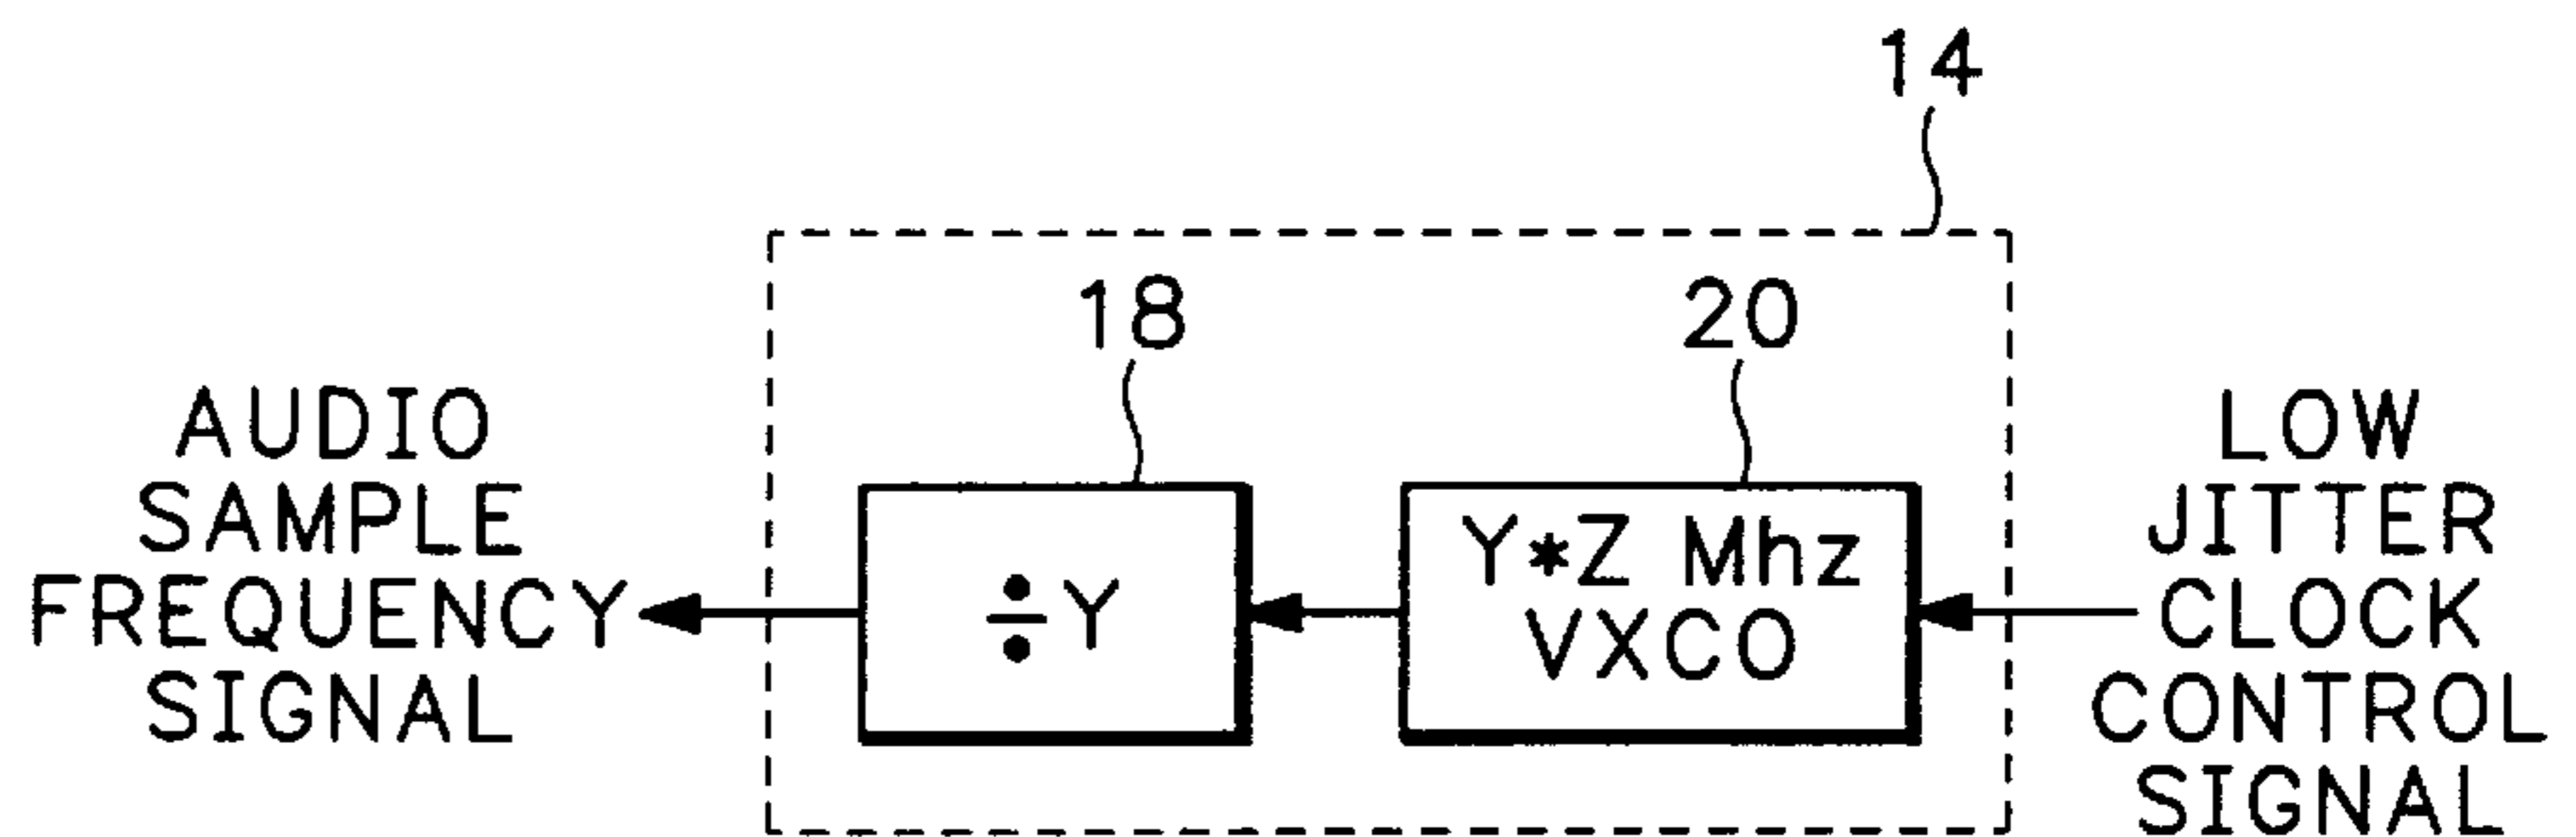 14
18
20
AUDIO
SAMPLE
FREQUENCY
SIGNAL
÷Y
Y*Z Mhz
VXCO
LOW
JITTER
CLOCK
CONTROL
SIGNAL